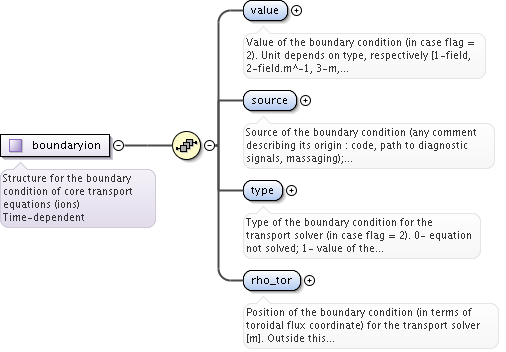 value
Value of the boundary condition (in case flag =
2). Unit depends on type, respectively [1-field,
2-field.m^-1, 3-m,...
source
Source of the boundary condition (any comment
describing its origin : code, path to diagnostic
signals, massaging);...
boundaryion
Structure for the boundary
condition of core transport
equations (ions)
Time-dependent
type
Type of the boundary condition for the
transport solver (in case flag = 2). 0- equation
not solved; 1- value of the...
rho_tor
Position of the boundary condition (in terms of
toroidal flux coordinate) for the transport solver
[m]. Outside this...